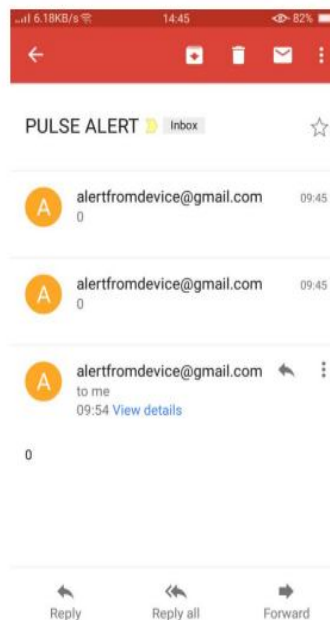 6.18KB/s 14:45 82%
PULSE ALERT Inbox
A alertfromdevice@gmail.com 09:45
0
A alertfromdevice@gmail.com 09:45
0
A alertfromdevice@gmail.com
to me
09:54 View details
0
Reply Reply all Forward